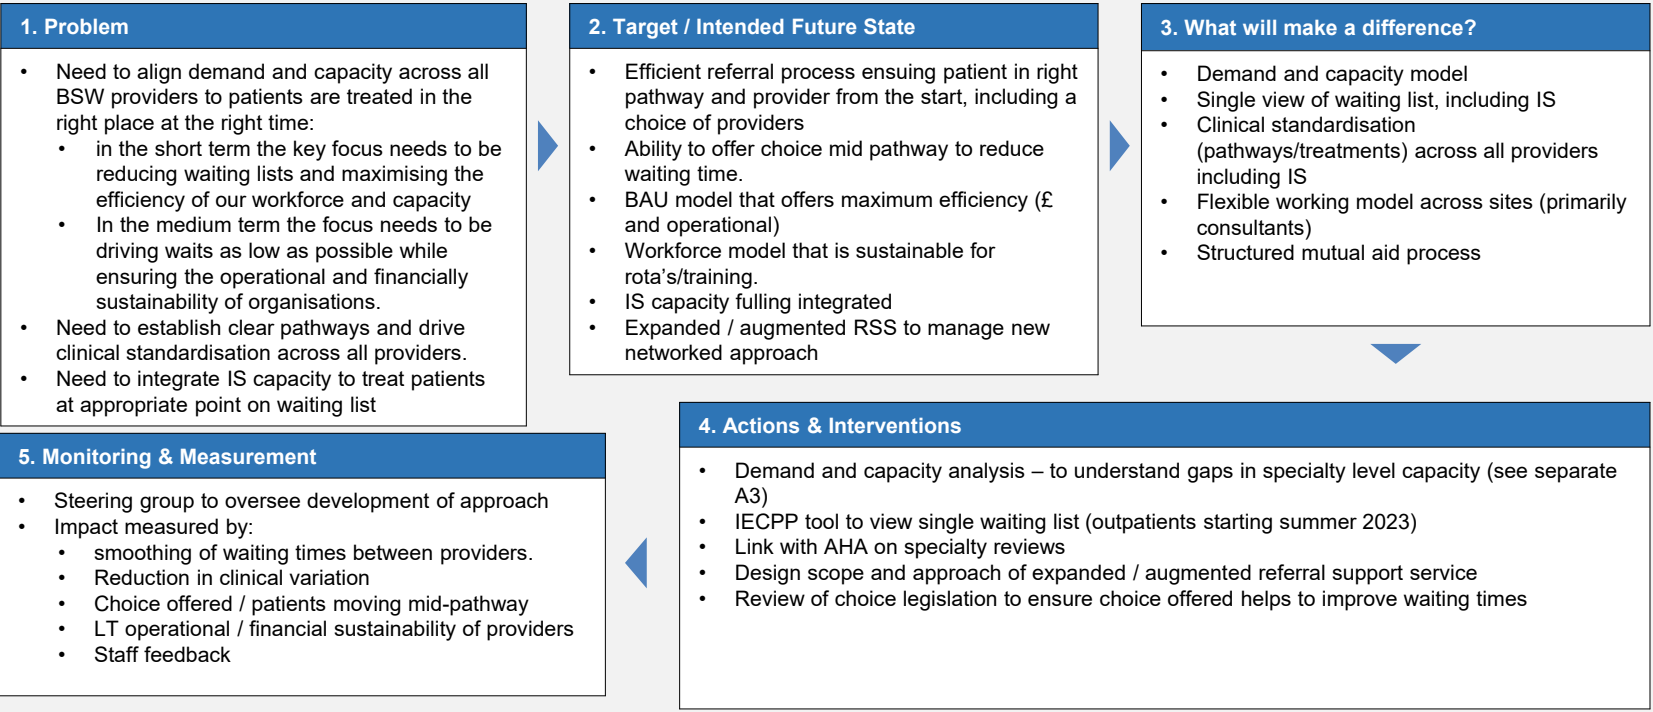 1. Problem
• Need to align demand and capacity across all
BSW providers to patients are treated in the
right place at the right time:
• in the short term the key focus needs to be
reducing waiting lists and maximising the
efficiency of our workforce and capacity
• In the medium term the focus needs to be
driving waits as low as possible while
ensuring the operational and financially
sustainability of organisations.
• Need to establish clear pathways and drive
clinical standardisation across all providers.
• Need to integrate IS capacity to treat patients
at appropriate point on waiting list
2. Target / Intended Future State
• Efficient referral process ensuing patient in right
pathway and provider from the start, including a
choice of providers
• Ability to offer choice mid pathway to reduce
waiting time.
• BAU model that offers maximum efficiency (£
and operational)
• Workforce model that is sustainable for
rota's/training.
• IS capacity fulling integrated
• Expanded / augmented RSS to manage new
networked approach
3. What will make a difference?
• Demand and capacity model
• Single view of waiting list, including IS
• Clinical standardisation
(pathways/treatments) across all providers
including IS
• Flexible working model across sites (primarily
consultants)
• Structured mutual aid process
4. Actions & Interventions
• Demand and capacity analysis – to understand gaps in specialty level capacity (see separate
A3)
• IECPP tool to view single waiting list (outpatients starting summer 2023)
• Link with AHA on specialty reviews
• Design scope and approach of expanded / augmented referral support service
• Review of choice legislation to ensure choice offered helps to improve waiting times
5. Monitoring & Measurement
• Steering group to oversee development of approach
• Impact measured by:
• smoothing of waiting times between providers.
• Reduction in clinical variation
• Choice offered / patients moving mid-pathway
• LT operational / financial sustainability of providers
• Staff feedback